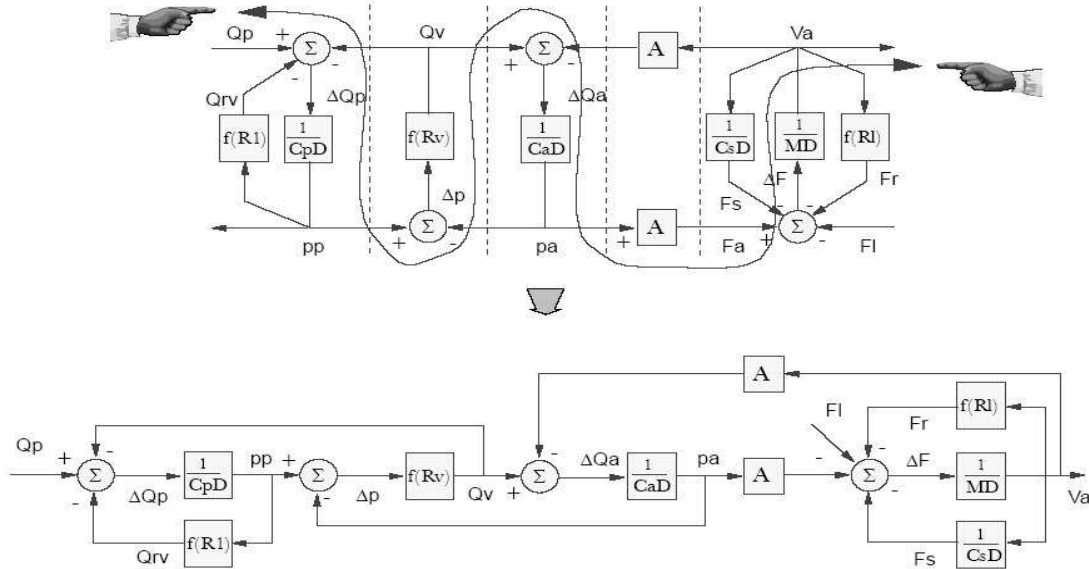 Qp + Σ - Qv Σ A Va
- - + -
Qrv ΔQp ΔQa
f(R1) 1/CpD f(Rv) 1/CaD 1/CsD 1/MD f(Rl)
Δp ΔF Fr
Fs
pp + Σ - pa + A Fa + Σ - - - Fl
A
Fl Fr f(Rl)
Qp + Σ - 1/CpD pp + Σ f(Rv) Qv + Σ - ΔQa 1/CaD pa A - Σ - ΔF 1/MD Va
- ΔQp - Δp -
Qrv f(R1) Fs 1/CsD